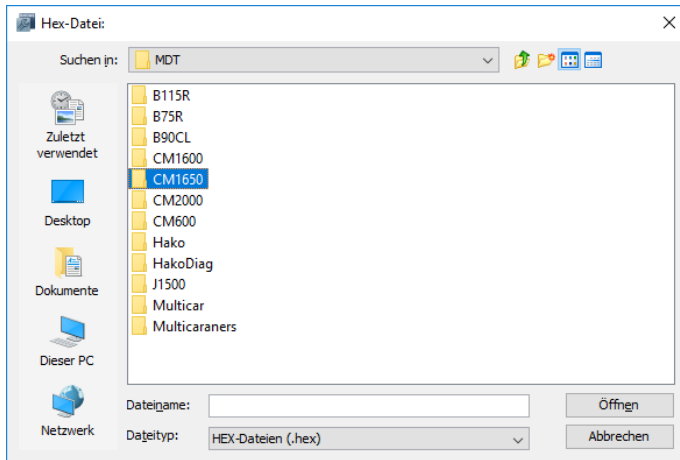 Hex-Datei:
Suchen in: MDT
Zuletzt
verwendet
Desktop
Dokumente
Dieser PC
Netzwerk
B115R
B75R
B90CL
CM1600
CM1650
CM2000
CM600
Hako
HakoDiag
J1500
Multicar
Multicaraners
Dateiname:
Öffnen
Dateityp: HEX-Dateien (.hex)
Abbrechen